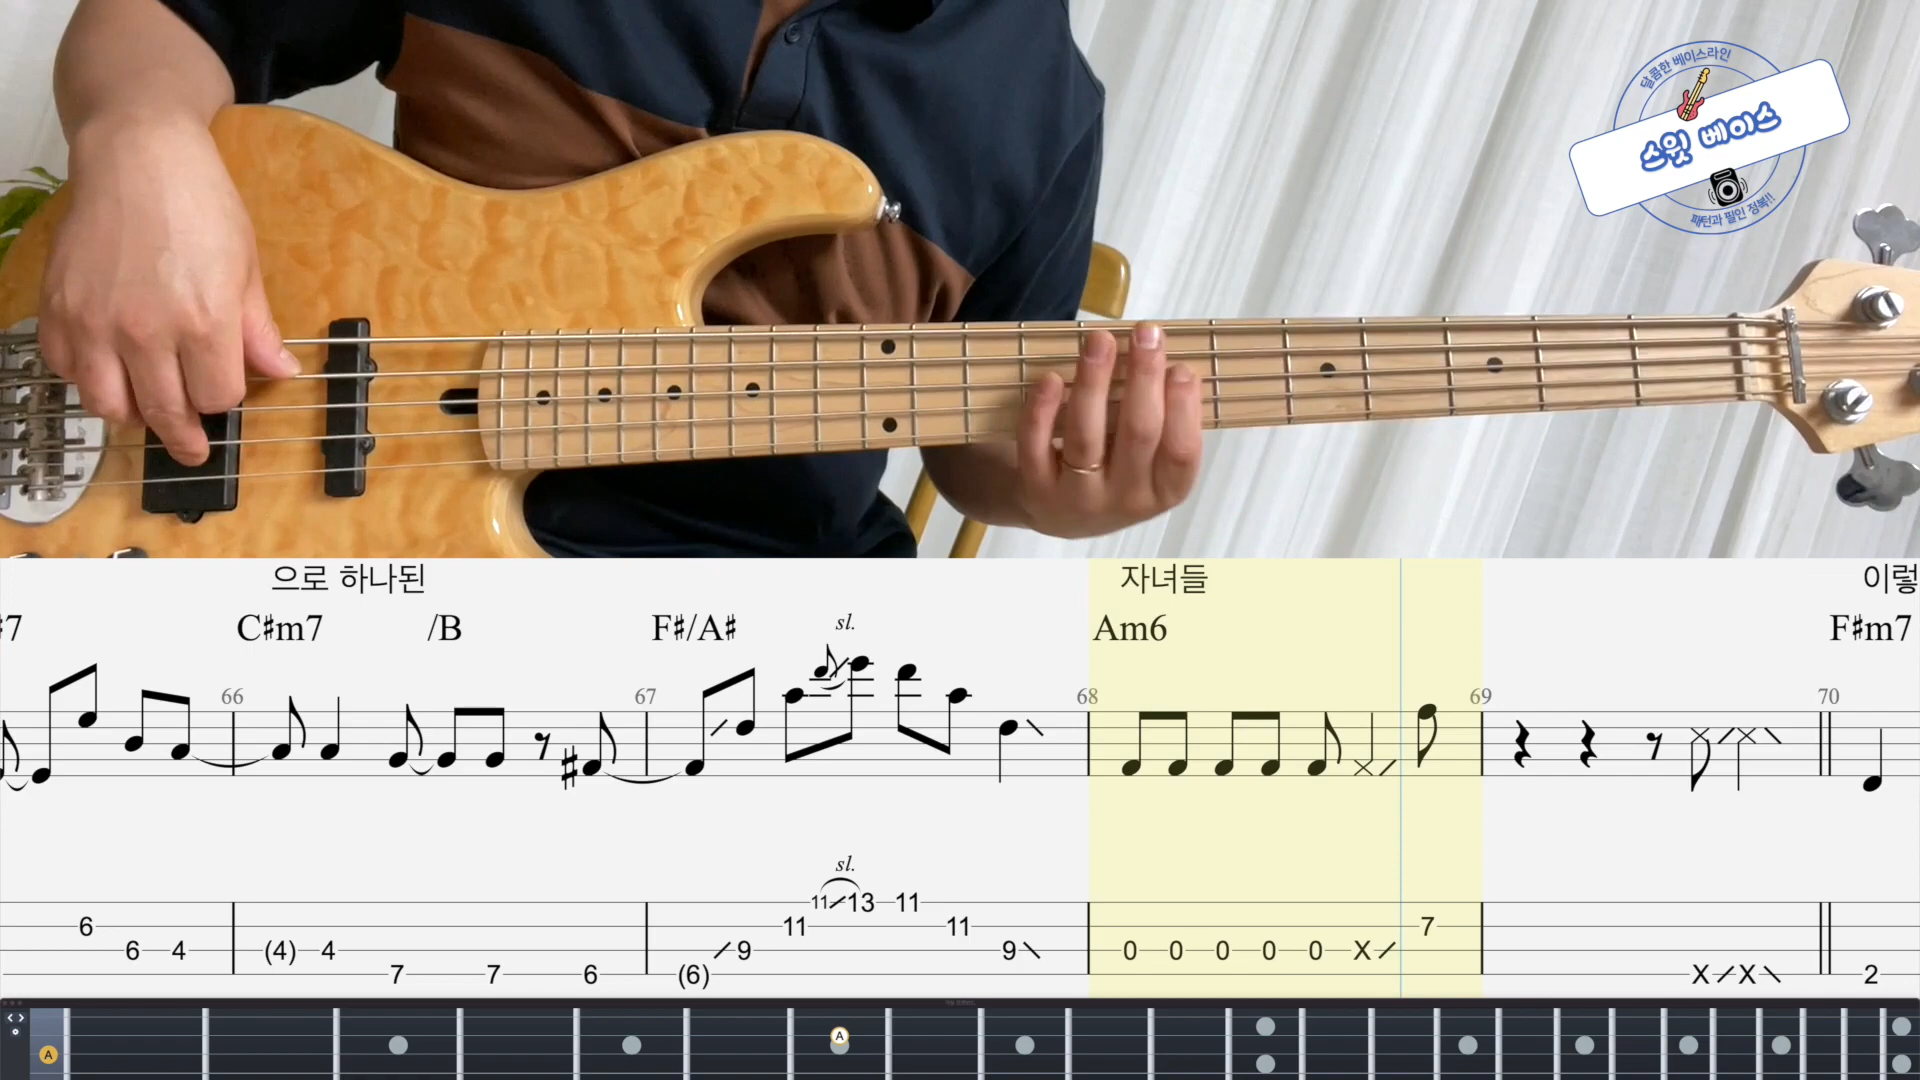 달콤한 베이스라인
스윗 베이스
패턴과 필인 정복!!
으로 하나된
자녀들
이렇
#7
C#m7
/B
F#/A#
Am6
F#m7
sl.
66
67
68
69
70
sl.
11 13 11
6 11 11 7
6 4 (4) 4 9 9 0 0 0 0 0 X
7 7 6 (6) X X 2
A
A